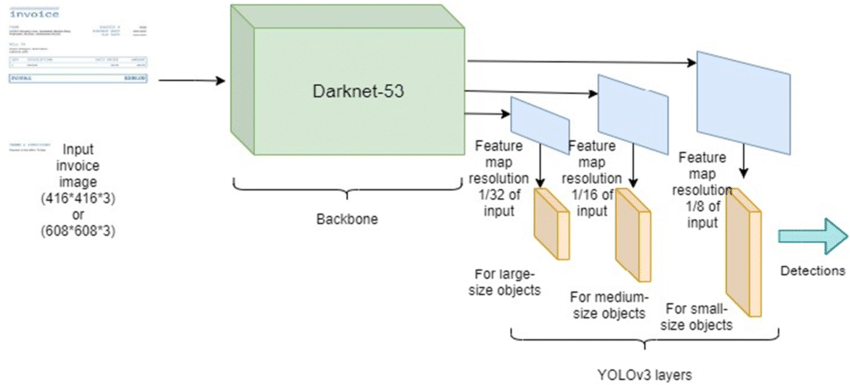 invoice
TOTAL
Input
invoice
image
(416*416*3)
or
(608*608*3)
Darknet-53
Backbone
Feature
map
resolution
1/32 of
input
Feature
map
resolution
1/16 of
input
Feature
map
resolution
1/8 of
input
For large-
size objects
For medium-
size objects
For small-
size objects
Detections
YOLOv3 layers